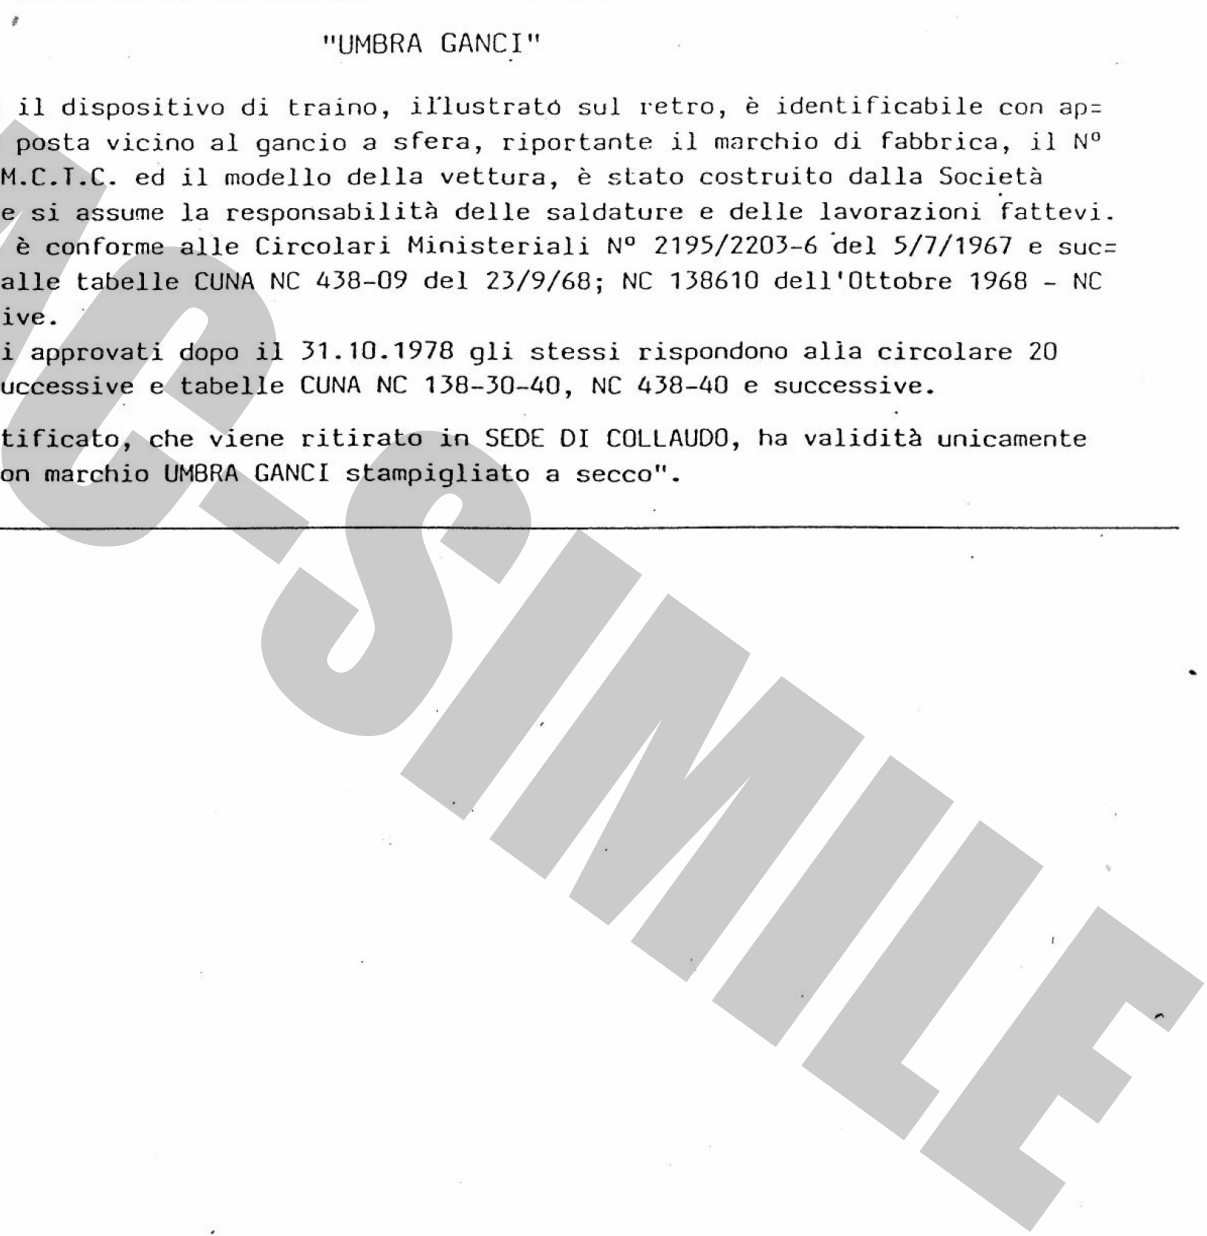 "UMBRA GANCI"
il dispositivo di traino, illustrato sul retro, è identificabile con ap=
posta vicino al gancio a sfera, riportante il marchio di fabbrica, il Nº
M.C.T.C. ed il modello della vettura, è stato costruito dalla Società
e si assume la responsabilità delle saldature e delle lavorazioni fattevi.
è conforme alle Circolari Ministeriali Nº 2195/2203-6 del 5/7/1967 e suc=
alle tabelle CUNA NC 438-09 del 23/9/68; NC 138610 dell'Ottobre 1968 - NC
ive.
i approvati dopo il 31.10.1978 gli stessi rispondono alla circolare 20
uccessive e tabelle CUNA NC 138-30-40, NC 438-40 e successive.
tificato, che viene ritirato in SEDE DI COLLAUDO, ha validità unicamente
on marchio UMBRA GANCI stampigliato a secco".
AC-SIMILE